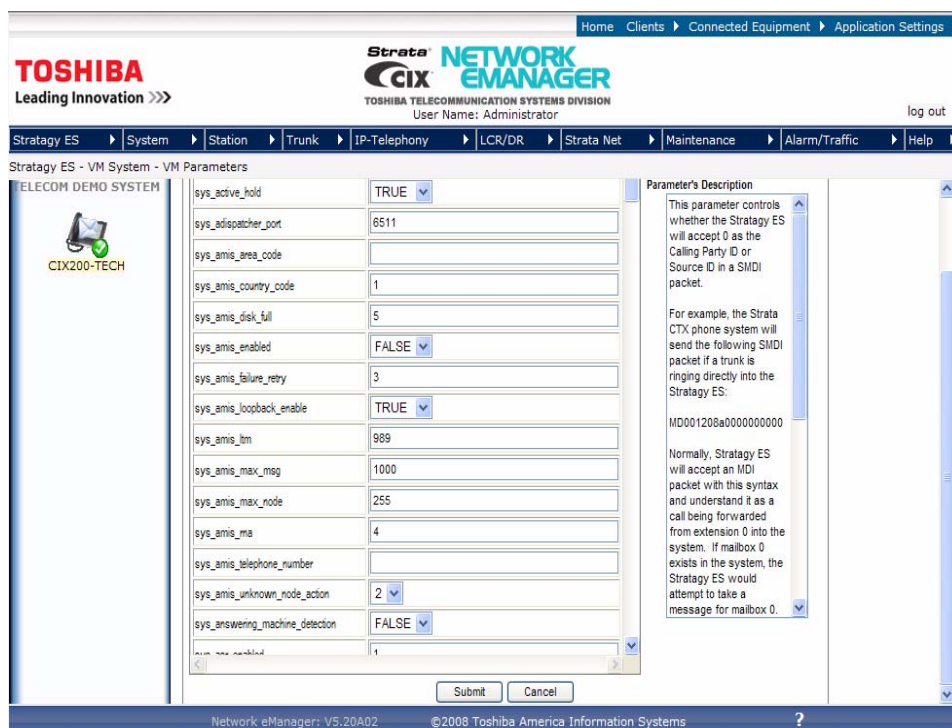 Home Clients Connected Equipment Application Settings
TOSHIBA
Leading Innovation >>>
Strata
CIX
NETWORK
EMANAGER
TOSHIBA TELECOMMUNICATION SYSTEMS DIVISION
User Name: Administrator
log out
Stratagy ES System Station Trunk IP-Telephony LCR/DR Strata Net Maintenance Alarm/Traffic Help
Stratagy ES - VM System - VM Parameters
TELECOM DEMO SYSTEM
CIX200-TECH
sys_active_hold TRUE
sys_adispatcher_port 6511
sys_amis_area_code
sys_amis_country_code 1
sys_amis_disk_full 5
sys_amis_enabled FALSE
sys_amis_failure_retry 3
sys_amis_loopback_enable TRUE
sys_amis_ltm 989
sys_amis_max_msg 1000
sys_amis_max_node 255
sys_amis_rna 4
sys_amis_telephone_number
sys_amis_unknown_node_action 2
sys_answering_machine_detection FALSE
1
Parameter's Description
This parameter controls
whether the Stratagy ES
will accept 0 as the
Calling Party ID or
Source ID in a SMDI
packet.
For example, the Strata
CTX phone system will
send the following SMDI
packet if a trunk is
ringing directly into the
Stratagy ES:
MD001208a0000000000
Normally, Stratagy ES
will accept an MDI
packet with this syntax
and understand it as a
call being forwarded
from extension 0 into the
system. If mailbox 0
exists in the system, the
Stratagy ES would
attempt to take a
message for mailbox 0.
Submit Cancel
Network eManager: V5.20A02 ©2008 Toshiba America Information Systems ?